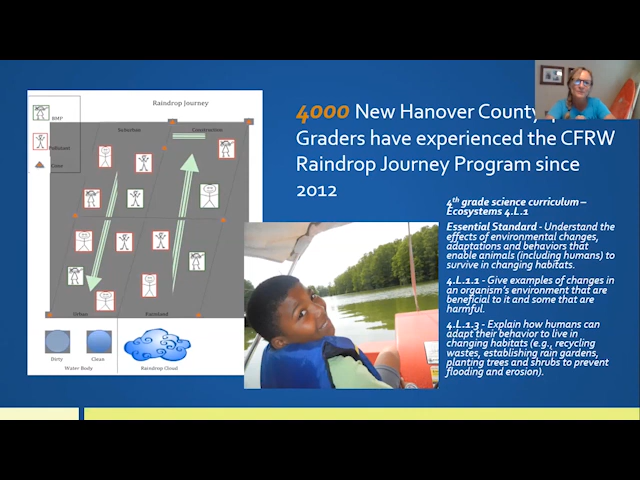 Raindrop Journey
BMP
Pollutant
Cone
Suburban
Construction
Urban
Farmland
Dirty
Clean
Water Body
Raindrop Cloud
4000 New Hanover County
Graders have experienced the CFRW
Raindrop Journey Program since
2012
4th grade science curriculum –
Ecosystems 4.L.1
Essential Standard - Understand the
effects of environmental changes,
adaptations and behaviors that
enable animals (including humans) to
survive in changing habitats.
4.L.1.1 - Give examples of changes in
an organism's environment that are
beneficial to it and some that are
harmful.
4.L.1.3 - Explain how humans can
adapt their behavior to live in
changing habitats (e.g., recycling
wastes, establishing rain gardens,
planting trees and shrubs to prevent
flooding and erosion).